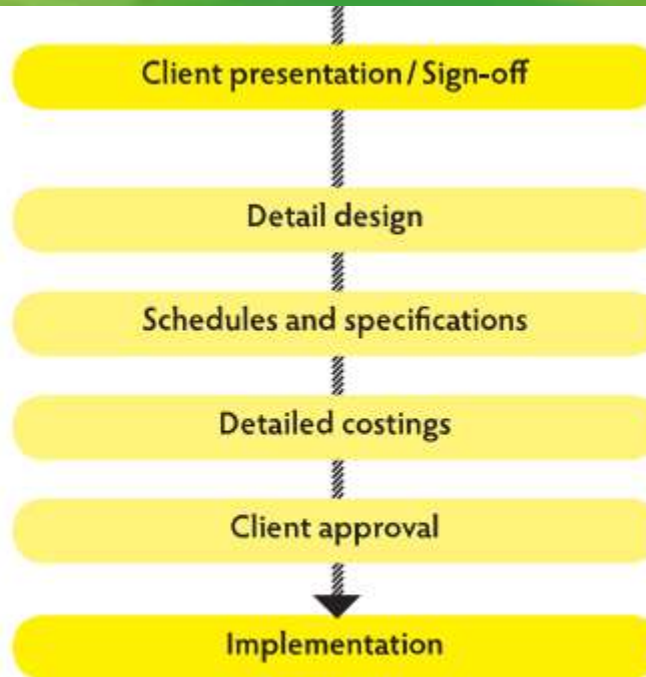 Client presentation / Sign-off
Detail design
Schedules and specifications
Detailed costings
Client approval
Implementation